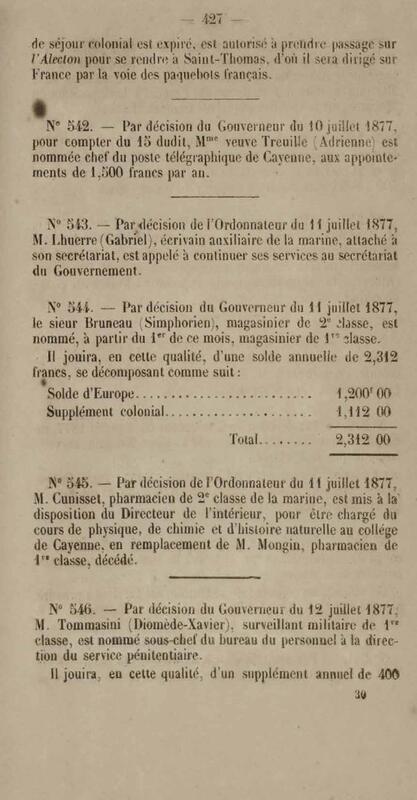 — 427 —
de séjour colonial est expiré, est autorisé à prendre passage sur
l'Alecton pour se rendre à Saint-Thomas, d'où il sera dirigé sur
France par la voie des paquebots français.
N° 542. — Par décision du Gouverneur du 10 juillet 1877,
pour compter du 15 dudit, Mme veuve Treuille (Adrienne) est
nommée chef du poste télégraphique de Cayenne, aux appointe-
ments de 1,500 francs par an.
N° 543. — Par décision de l'Ordonnateur du 11 juillet 1877,
M. Lhuerre (Gabriel), écrivain auxiliaire de la marine, attaché à
son secrétariat, est appelé à continuer ses services au secrétariat
du Gouvernement.
N° 544. — Par décision du Gouverneur du 11 juillet 1877,
le sieur Bruneau (Simphorien), magasinier de 2e classe, est
nommé, à partir du 1er de ce mois, magasinier de 1re classe.
Il jouira, en cette qualité, d'une solde annuelle de 2,312
francs, se décomposant comme suit :
Solde d'Europe........................ 1,200f 00
Supplément colonial.................... 1,112 00
Total........ 2,312 00
N° 545. — Par décision de l'Ordonnateur du 11 juillet 1877,
M. Cunisset, pharmacien de 2e classe de la marine, est mis à la
disposition du Directeur de l'intérieur, pour être chargé du
cours de physique, de chimie et d'histoire naturelle au collége
de Cayenne, en remplacement de M. Mongin, pharmacien de
1re classe, décédé.
N° 546. — Par décision du Gouverneur du 12 juillet 1877,
M. Tommasini (Diomède-Xavier), surveillant militaire de 1re
classe, est nommé sous-chef du bureau du personnel à la direc-
tion du service pénitentiaire.
Il jouira, en cette qualité, d'un supplément annuel de 400
30